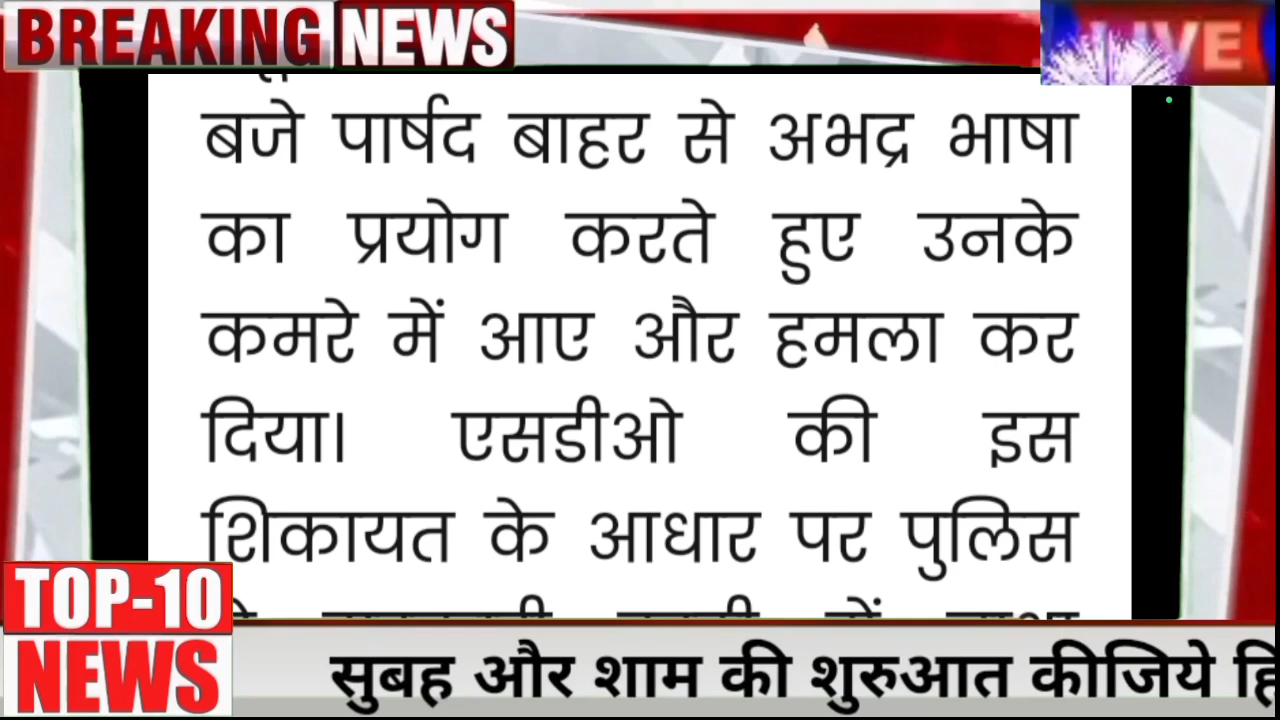 BREAKING NEWS
LIVE
बजे पार्षद बाहर से अभद्र भाषा
का प्रयोग करते हुए उनके
कमरे में आए और हमला कर
दिया। एसडीओ की इस
शिकायत के आधार पर पुलिस
TOP-10
NEWS
सुबह और शाम की शुरुआत कीजिये